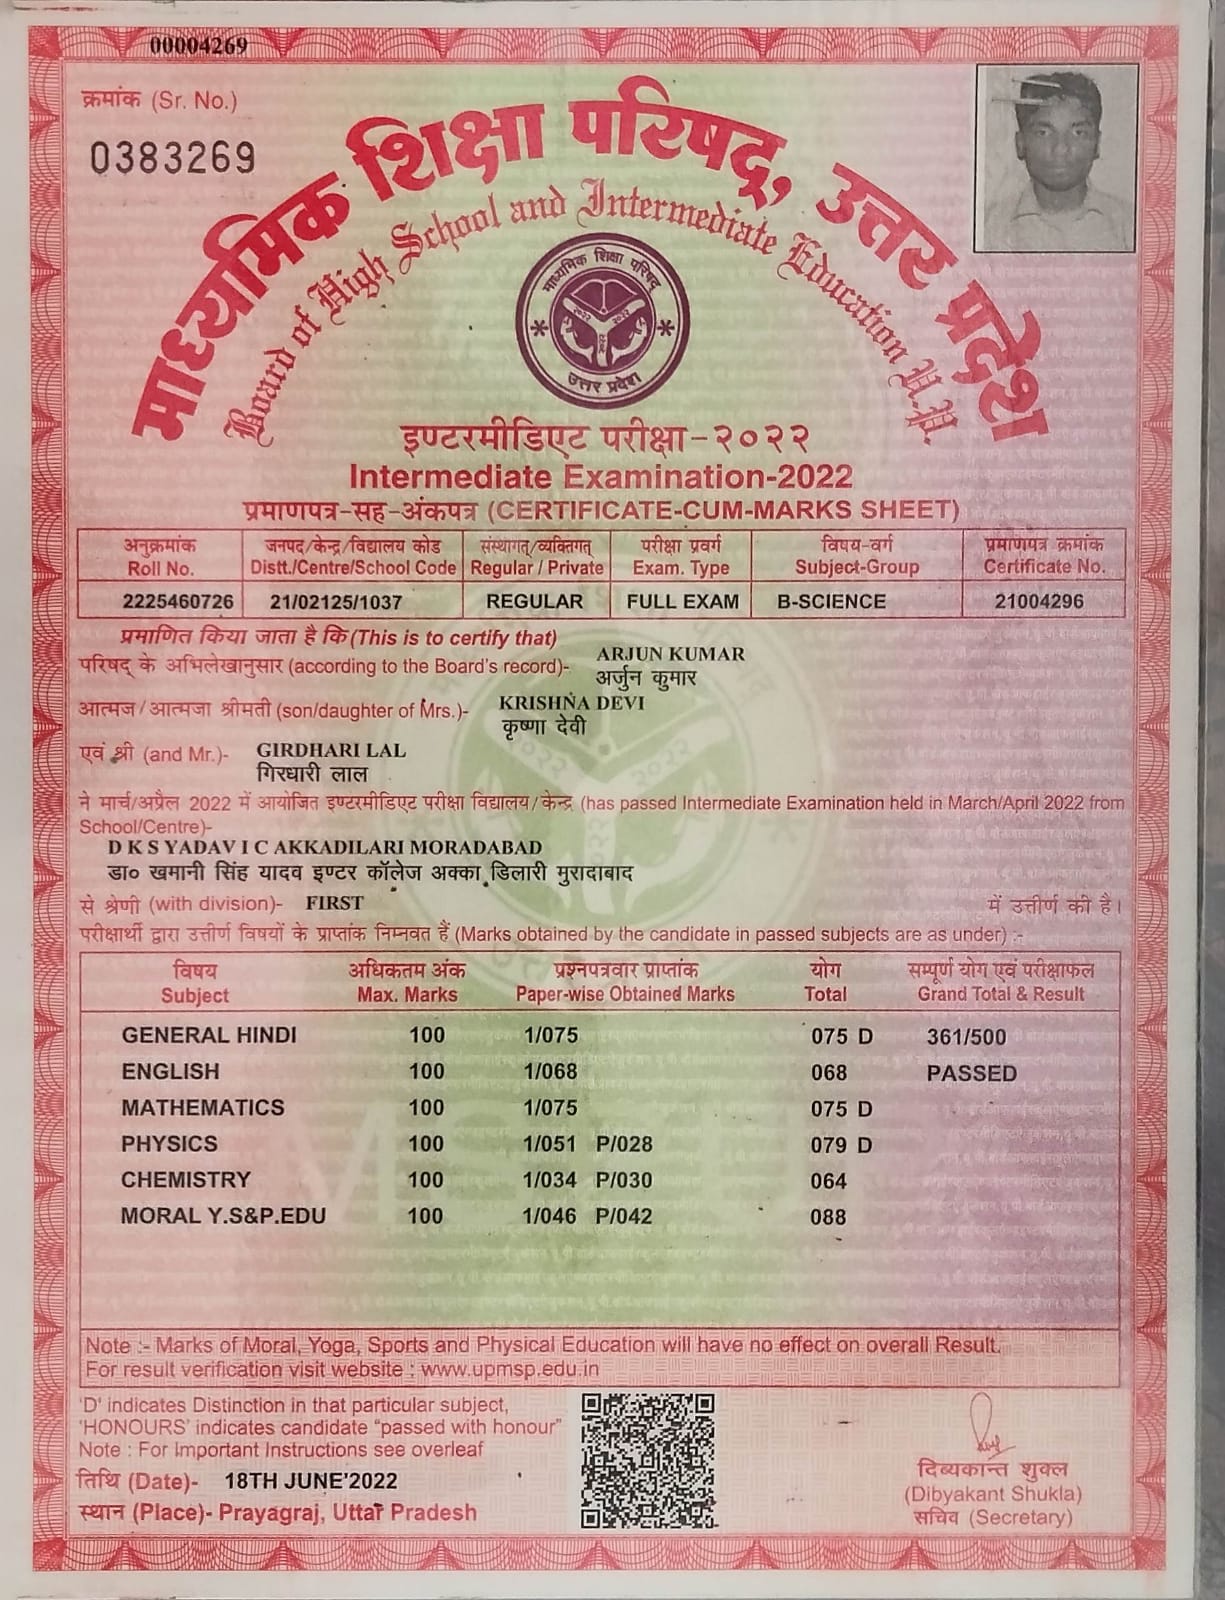 00004269
क्रमांक (Sr. No.)
0383269
माध्यमिक शिक्षा परिषद्, उत्तर प्रदेश
Board of High School and Intermediate Education U.P.
माध्यमिक शिक्षा परिषद्
२०२२ २०२२
२०२२
उत्तर प्रदेश
इण्टरमीडिएट परीक्षा-२०२२
Intermediate Examination-2022
प्रमाणपत्र-सह-अंकपत्र (CERTIFICATE-CUM-MARKS SHEET)
अनुक्रमांक जनपद/केन्द्र/विद्यालय कोड संस्थागत्/व्यक्तिगत् परीक्षा प्रवर्ग विषय-वर्ग प्रमाणपत्र क्रमांक
Roll No. Distt./Centre/School Code Regular / Private Exam. Type Subject-Group Certificate No.
2225460726 21/02125/1037 REGULAR FULL EXAM B-SCIENCE 21004296
प्रमाणित किया जाता है कि (This is to certify that)
परिषद् के अभिलेखानुसार (according to the Board's record)- ARJUN KUMAR
अर्जुन कुमार
आत्मज/आत्मजा श्रीमती (son/daughter of Mrs.)- KRISHNA DEVI
कृष्णा देवी
एवं श्री (and Mr.)- GIRDHARI LAL
गिरधारी लाल
ने मार्च/अप्रैल 2022 में आयोजित इण्टरमीडिएट परीक्षा विद्यालय/केन्द्र (has passed Intermediate Examination held in March/April 2022 from
School/Centre)-
D K S YADAV I C AKKADILARI MORADABAD
डा० खमानी सिंह यादव इण्टर कॉलेज अक्का डिलारी मुरादाबाद
से श्रेणी (with division)- FIRST में उत्तीर्ण की है।
परीक्षार्थी द्वारा उत्तीर्ण विषयों के प्राप्तांक निम्नवत हैं (Marks obtained by the candidate in passed subjects are as under) :-
विषय अधिकतम अंक प्रश्नपत्रवार प्राप्तांक योग सम्पूर्ण योग एवं परीक्षाफल
Subject Max. Marks Paper-wise Obtained Marks Total Grand Total & Result
GENERAL HINDI 100 1/075 075 D 361/500
ENGLISH 100 1/068 068 PASSED
MATHEMATICS 100 1/075 075 D
PHYSICS 100 1/051 P/028 079 D
CHEMISTRY 100 1/034 P/030 064
MORAL Y.S&P.EDU 100 1/046 P/042 088
Note :- Marks of Moral, Yoga, Sports and Physical Education will have no effect on overall Result.
For result verification visit website : www.upmsp.edu.in
'D' indicates Distinction in that particular subject,
'HONOURS' indicates candidate "passed with honour"
Note : For Important Instructions see overleaf
तिथि (Date)- 18TH JUNE'2022
स्थान (Place)- Prayagraj, Uttar Pradesh
दिब्यकान्त शुक्ल
(Dibyakant Shukla)
सचिव (Secretary)